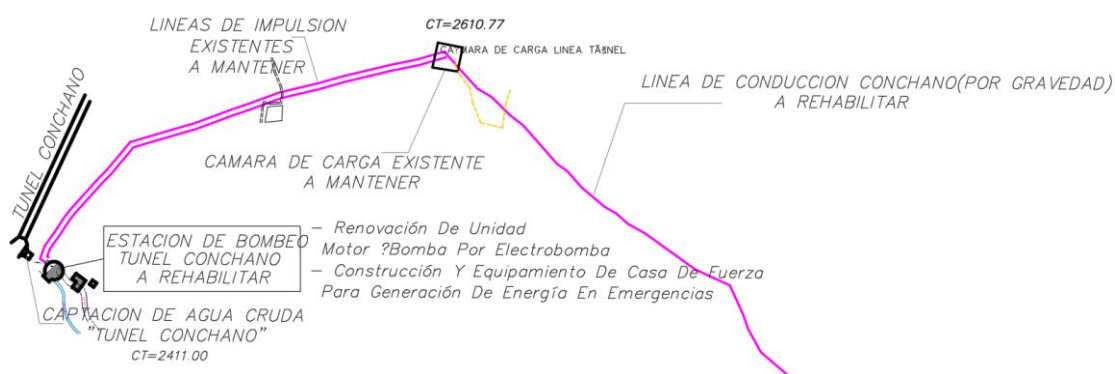 LINEAS DE IMPULSION
EXISTENTES
A MANTENER
CT=2610.77
CAYMARA DE CARGA LINEA TÃšNEL
LINEA DE CONDUCCION CONCHANO(POR GRAVEDAD)
A REHABILITAR
TUNEL CONCHANO
CAMARA DE CARGA EXISTENTE
A MANTENER
ESTACION DE BOMBEO
TUNEL CONCHANO
A REHABILITAR
– Renovación De Unidad
Motor ?Bomba Por Electrobomba
– Construcción Y Equipamiento De Casa De Fuerza
Para Generación De Energía En Emergencias
CAPTACION DE AGUA CRUDA
"TUNEL CONCHANO"
CT=2411.00